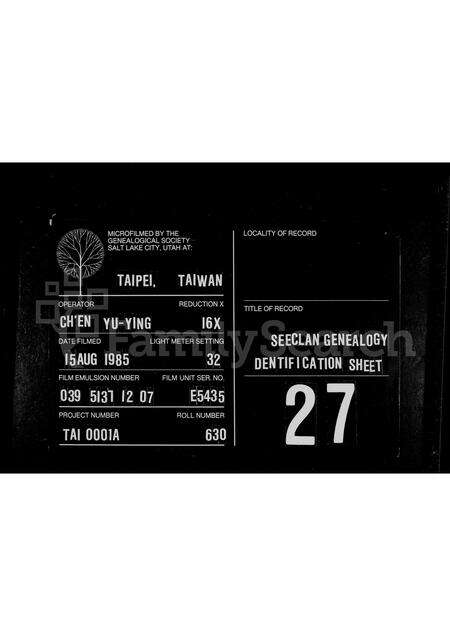 MICROFILMED BY THE
GENEALOGICAL SOCIETY
SALT LAKE CITY, UTAH AT:
TAIPEI, TAIWAN
OPERATOR REDUCTION X
CH'EN YU-YING 16X
DATE FILMED LIGHT METER SETTING
15AUG 1985 32
FILM EMULSION NUMBER FILM UNIT SER. NO.
039 5131 12 07 E5435
PROJECT NUMBER ROLL NUMBER
TAI 0001A 630
LOCALITY OF RECORD
TITLE OF RECORD
SEECLAN GENEALOGY
DENTIFICATION SHEET
27
FamilySearch